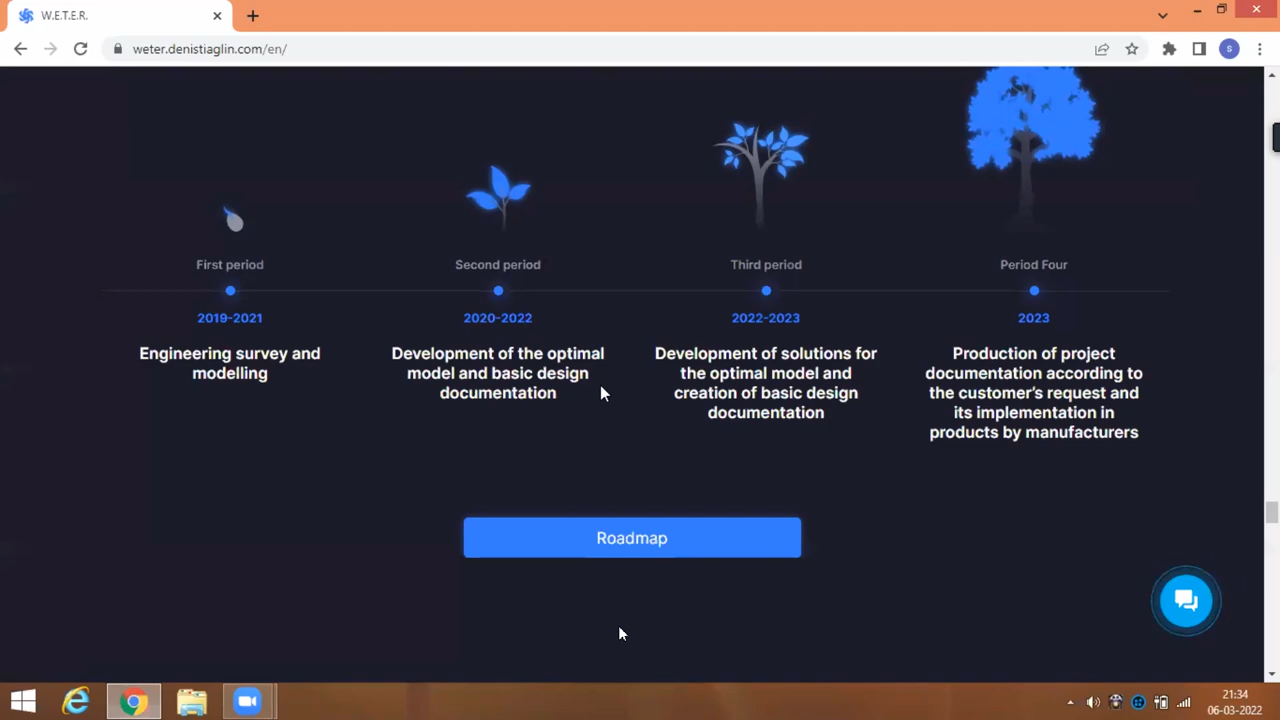 W.E.T.E.R.
weter.denistiaglin.com/en/
S
First period
Second period
Third period
Period Four
2019-2021
2020-2022
2022-2023
2023
Engineering survey and
modelling
Development of the optimal
model and basic design
documentation
Development of solutions for
the optimal model and
creation of basic design
documentation
Production of project
documentation according to
the customer's request and
its implementation in
products by manufacturers
Roadmap
21:34
06-03-2022